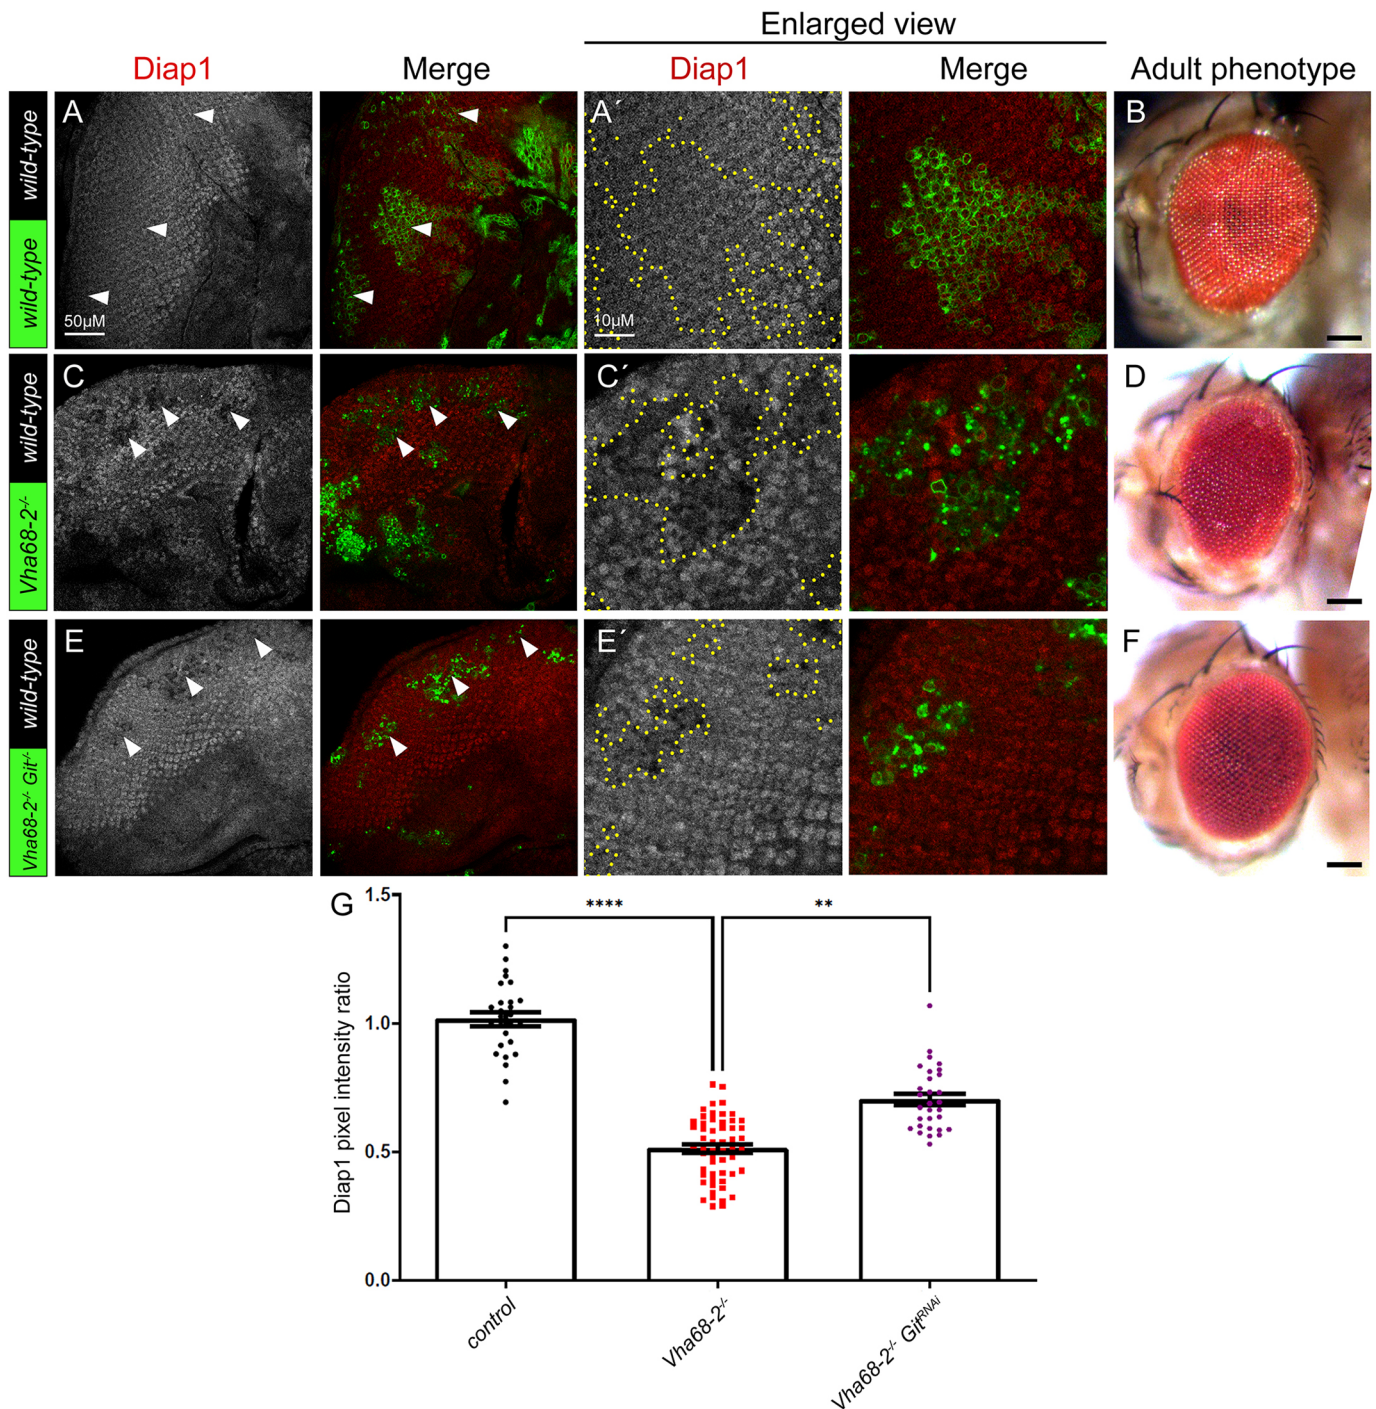 Enlarged view
Diap1 Merge Diap1 Merge Adult phenotype
wild-type
wild-type
A
50µM
A´
10µM
B
wild-type
Vha68-2-/-
C
C´
D
wild-type
Vha68-2-/- Git-/-
E
E´
F
G
Diap1 pixel intensity ratio
1.5
1.0
0.5
0.0
**** **
control
Vha68-2-/-
Vha68-2-/- GitRNAi